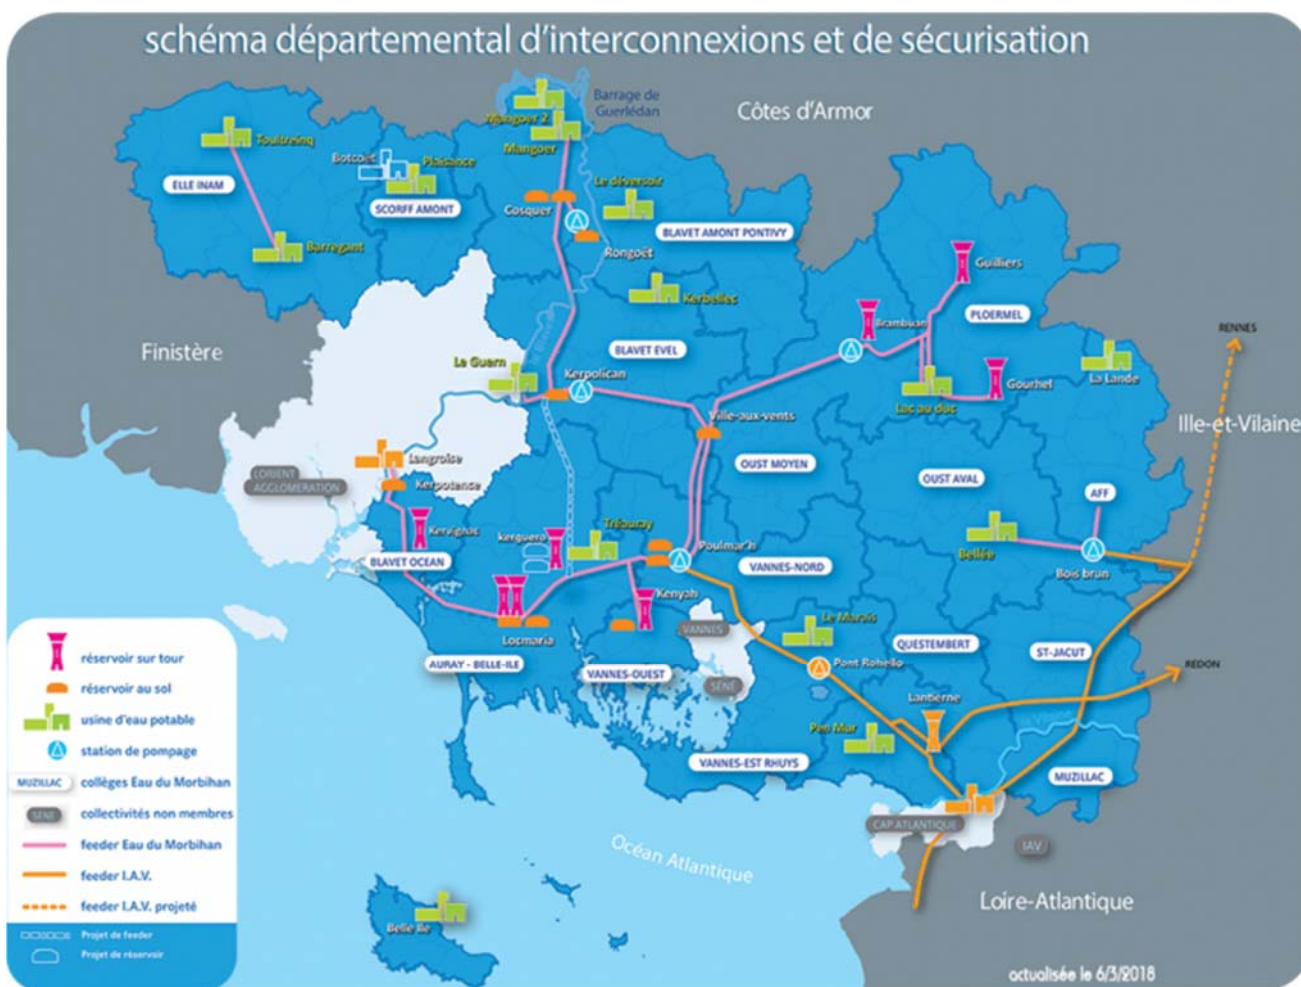 schéma départemental d'interconnexions et de sécurisation
Barrage de
Guerlédan
Côtes d'Armor
Mangoer 2
Mangoer
Toultreinq
Botcoët
Plaisance
ELLE INAM
SCORFF AMONT
Le déversoir
Cosquer
BLAVET AMONT PONTIVY
Barregant
Rongoët
Guilliers
Kerbellec
PLOERMEL
Brambuan
RENNES
Finistère
BLAVET EVEL
Le Guern
Kerpolican
La Lande
Gourhel
Lac au duc
Ville-aux-vents
Ille-et-Vilaine
Langroise
OUST MOYEN
LORIENT
AGGLOMERATION
Kerpotence
OUST AVAL
AFF
Kervignac
kerguero
Tréauray
Bellée
Poulmar'h
BLAVET OCEAN
VANNES-NORD
Bois brun
Kenyah
Le Marais
VANNES
Locmaria
QUESTEMBERT
ST-JACUT
AURAY - BELLE-ILE
VANNES-OUEST
Pont Rohello
REDON
SENE
Lantierne
Pen Mur
VANNES-EST RHUYS
MUZILLAC
CAP ATLANTIQUE
IAV
Océan Atlantique
Loire-Atlantique
Belle Ile
réservoir sur tour
réservoir au sol
usine d'eau potable
station de pompage
MUZILLAC collèges Eau du Morbihan
SENE collectivités non membres
feeder Eau du Morbihan
feeder I.A.V.
feeder I.A.V. projeté
Projet de feeder
Projet de réservoir
actualisée le 6/3/2018